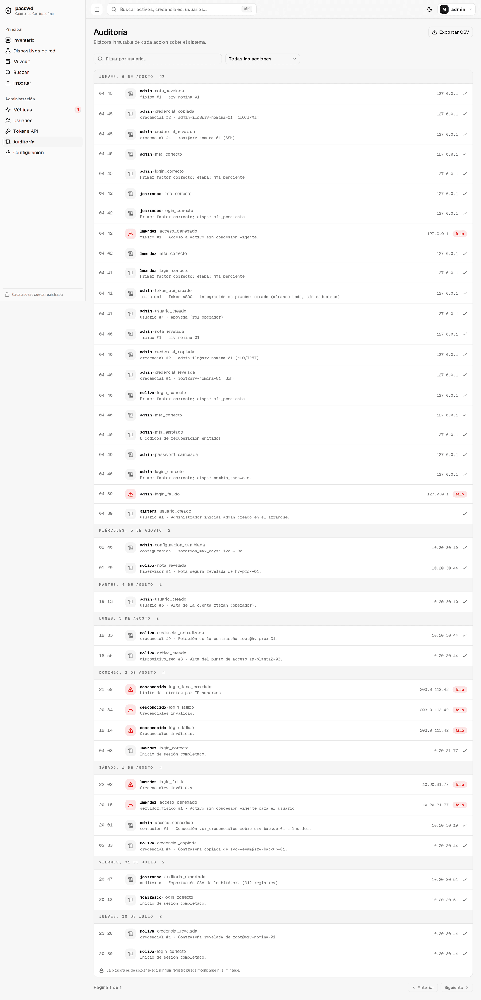 passwd
Gestor de Contraseñas
Buscar activos, credenciales, usuarios...
⌘K
AI
admin
Principal
Inventario
Dispositivos de red
Mi vault
Buscar
Importar
Administración
Métricas
5
Usuarios
Tokens API
Auditoría
Configuración
Cada acceso queda registrado.
Auditoría
Bitácora inmutable de cada acción sobre el sistema.
Exportar CSV
Filtrar por usuario...
Todas las acciones
JUEVES, 6 DE AGOSTO 22
04:45 admin · nota_revelada 127.0.0.1
fisico #1 · srv-nomina-01
04:45 admin · credencial_copiada 127.0.0.1
credencial #2 · admin-ilo@srv-nomina-01 (iLO/IPMI)
04:45 admin · credencial_revelada 127.0.0.1
credencial #1 · root@srv-nomina-01 (SSH)
04:45 admin · mfa_correcto 127.0.0.1
04:45 admin · login_correcto 127.0.0.1
Primer factor correcto; etapa: mfa_pendiente.
04:42 jcarrasco · mfa_correcto 127.0.0.1
04:42 jcarrasco · login_correcto 127.0.0.1
Primer factor correcto; etapa: mfa_pendiente.
04:42 lmendez · acceso_denegado 127.0.0.1 fallo
fisico #1 · Acceso a activo sin concesión vigente.
04:42 lmendez · mfa_correcto 127.0.0.1
04:41 lmendez · login_correcto 127.0.0.1
Primer factor correcto; etapa: mfa_pendiente.
04:41 admin · token_api_creado 127.0.0.1
token_api · Token «SOC · integración de prueba» creado (alcance todo, sin caducidad)
04:41 admin · usuario_creado 127.0.0.1
usuario #7 · apoveda (rol operador)
04:40 admin · nota_revelada 127.0.0.1
fisico #1 · srv-nomina-01
04:40 admin · credencial_copiada 127.0.0.1
credencial #2 · admin-ilo@srv-nomina-01 (iLO/IPMI)
04:40 admin · credencial_revelada 127.0.0.1
credencial #1 · root@srv-nomina-01 (SSH)
04:40 moliva · login_correcto 127.0.0.1
Primer factor correcto; etapa: mfa_pendiente.
04:40 admin · mfa_correcto 127.0.0.1
04:40 admin · mfa_enrolado 127.0.0.1
8 códigos de recuperación emitidos.
04:40 admin · password_cambiada 127.0.0.1
04:40 admin · login_correcto 127.0.0.1
Primer factor correcto; etapa: cambio_password.
04:39 admin · login_fallido 127.0.0.1 fallo
04:39 sistema · usuario_creado —
usuario #1 · Administrador inicial admin creado en el arranque.
MIÉRCOLES, 5 DE AGOSTO 2
01:40 admin · configuracion_cambiada 10.20.30.10
configuracion · rotation_max_days: 120 → 90.
01:29 moliva · nota_revelada 10.20.30.44
hipervisor #1 · Nota segura revelada de hv-prox-01.
MARTES, 4 DE AGOSTO 1
19:13 admin · usuario_creado 10.20.30.10
usuario #5 · Alta de la cuenta rterán (operador).
LUNES, 3 DE AGOSTO 2
19:33 moliva · credencial_actualizada 10.20.30.44
credencial #9 · Rotación de la contraseña root@hv-prox-01.
18:55 moliva · activo_creado 10.20.30.44
dispositivo_red #3 · Alta del punto de acceso ap-planta2-03.
DOMINGO, 2 DE AGOSTO 4
21:58 desconocido · login_tasa_excedida 203.0.113.42 fallo
Límite de intentos por IP superado.
20:34 desconocido · login_fallido 203.0.113.42 fallo
Credenciales inválidas.
19:14 desconocido · login_fallido 203.0.113.42 fallo
Credenciales inválidas.
04:08 lmendez · login_correcto 10.20.31.77
Inicio de sesión completado.
SÁBADO, 1 DE AGOSTO 4
22:02 lmendez · login_fallido 10.20.31.77 fallo
Credenciales inválidas.
20:15 lmendez · acceso_denegado 10.20.31.77 fallo
servidor_fisico #1 · Activo sin concesión vigente para el usuario.
20:01 admin · acceso_concedido 10.20.30.10
concesion #1 · Concesión ver_credenciales sobre srv-backup-01 a lmendez.
02:33 moliva · credencial_copiada 10.20.30.44
credencial #4 · Contraseña copiada de svc-veeam@srv-backup-01.
VIERNES, 31 DE JULIO 2
20:47 jcarrasco · auditoria_exportada 10.20.30.51
auditoria · Exportación CSV de la bitácora (312 registros).
20:12 jcarrasco · login_correcto 10.20.30.51
Inicio de sesión completado.
JUEVES, 30 DE JULIO 2
23:28 moliva · credencial_revelada 10.20.30.44
credencial #1 · Contraseña revelada de root@srv-nomina-01.
20:30 moliva · login_correcto 10.20.30.44
Inicio de sesión completado.
La bitácora es de solo anexado: ningún registro puede modificarse ni eliminarse.
Página 1 de 1
Anterior
Siguiente